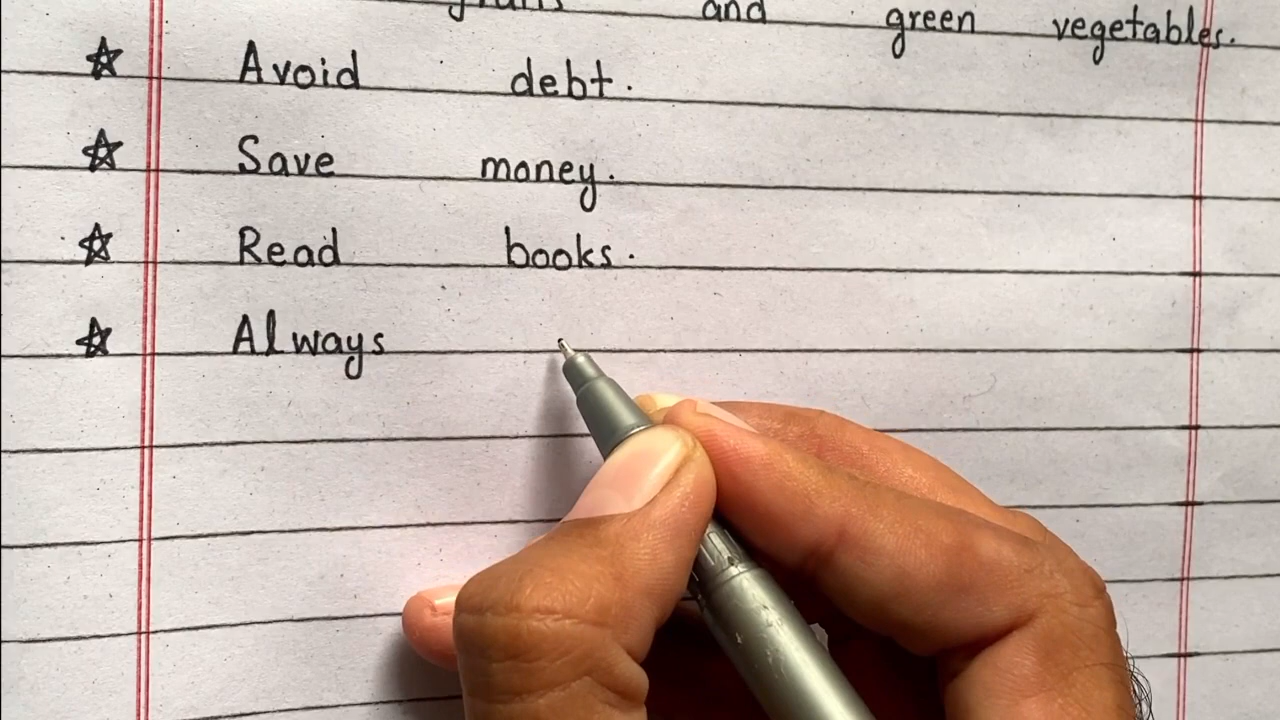 and green vegetables.
☆ Avoid debt.
☆ Save money.
☆ Read books.
☆ Always